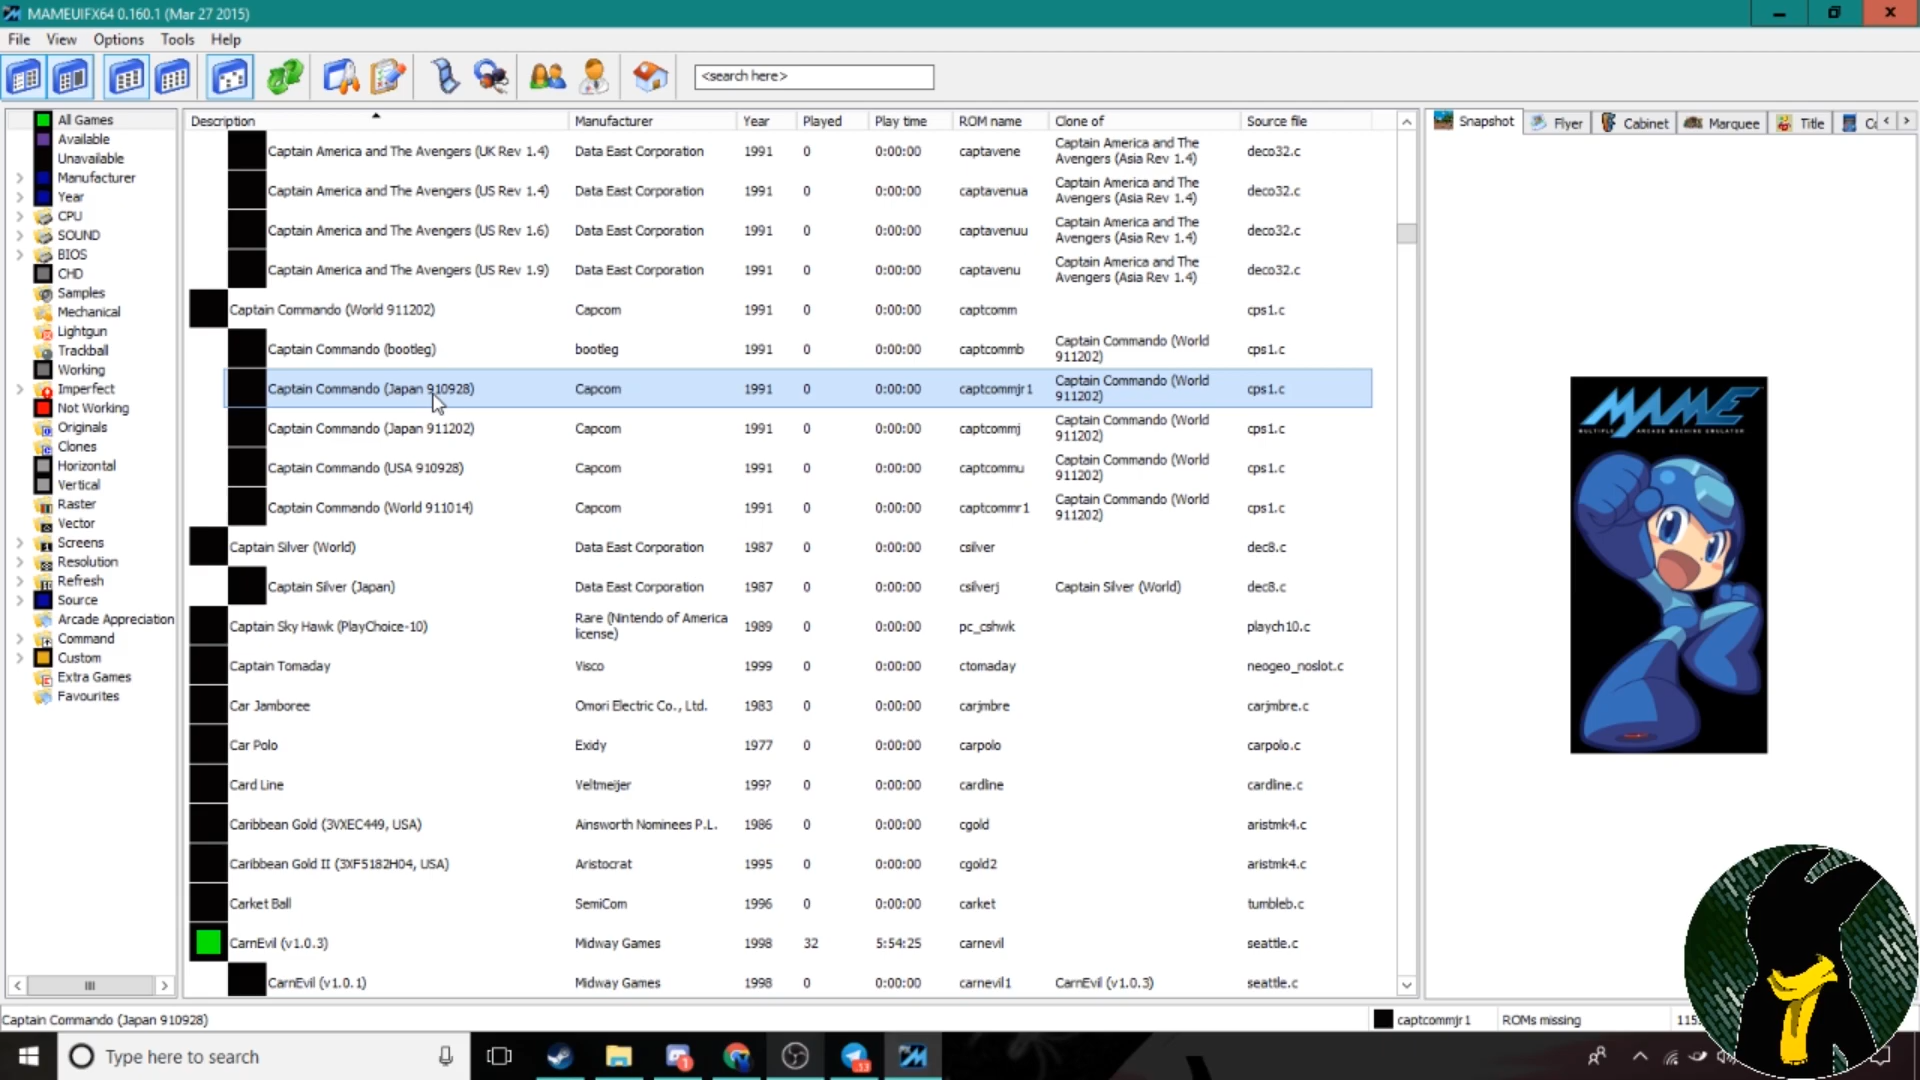 MAMEUIFX64 0.160.1 (Mar 27 2015)
File View Options Tools Help
<search here>
All Games
Available
Unavailable
Manufacturer
Year
CPU
SOUND
BIOS
CHD
Samples
Mechanical
Lightgun
Trackball
Working
Imperfect
Not Working
Originals
Clones
Horizontal
Vertical
Raster
Vector
Screens
Resolution
Refresh
Source
Arcade Appreciation
Command
Custom
Extra Games
Favourites
Description Manufacturer Year Played Play time ROM name Clone of Source file
Captain America and The Avengers (UK Rev 1.4) Data East Corporation 1991 0 0:00:00 captavene Captain America and The Avengers (Asia Rev 1.4) deco32.c
Captain America and The Avengers (US Rev 1.4) Data East Corporation 1991 0 0:00:00 captavenua Captain America and The Avengers (Asia Rev 1.4) deco32.c
Captain America and The Avengers (US Rev 1.6) Data East Corporation 1991 0 0:00:00 captavenuu Captain America and The Avengers (Asia Rev 1.4) deco32.c
Captain America and The Avengers (US Rev 1.9) Data East Corporation 1991 0 0:00:00 captavenu Captain America and The Avengers (Asia Rev 1.4) deco32.c
Captain Commando (World 911202) Capcom 1991 0 0:00:00 captcomm cps1.c
Captain Commando (bootleg) bootleg 1991 0 0:00:00 captcommb Captain Commando (World 911202) cps1.c
Captain Commando (Japan 910928) Capcom 1991 0 0:00:00 captcommjr1 Captain Commando (World 911202) cps1.c
Captain Commando (Japan 911202) Capcom 1991 0 0:00:00 captcommj Captain Commando (World 911202) cps1.c
Captain Commando (USA 910928) Capcom 1991 0 0:00:00 captcommu Captain Commando (World 911202) cps1.c
Captain Commando (World 911014) Capcom 1991 0 0:00:00 captcommr1 Captain Commando (World 911202) cps1.c
Captain Silver (World) Data East Corporation 1987 0 0:00:00 csilver dec8.c
Captain Silver (Japan) Data East Corporation 1987 0 0:00:00 csilverj Captain Silver (World) dec8.c
Captain Sky Hawk (PlayChoice-10) Rare (Nintendo of America license) 1989 0 0:00:00 pc_cshwk playch10.c
Captain Tomaday Visco 1999 0 0:00:00 ctomaday neogeo_noslot.c
Car Jamboree Omori Electric Co., Ltd. 1983 0 0:00:00 carjmbre carjmbre.c
Car Polo Exidy 1977 0 0:00:00 carpolo carpolo.c
Card Line Veltmeijer 199? 0 0:00:00 cardline cardline.c
Caribbean Gold (3VXEC449, USA) Ainsworth Nominees P.L. 1986 0 0:00:00 cgold aristmk4.c
Caribbean Gold II (3XF5182H04, USA) Aristocrat 1995 0 0:00:00 cgold2 aristmk4.c
Carket Ball SemiCom 1996 0 0:00:00 carket tumbleb.c
CarnEvil (v1.0.3) Midway Games 1998 32 5:54:25 carnevil seattle.c
CarnEvil (v1.0.1) Midway Games 1998 0 0:00:00 carnevil1 CarnEvil (v1.0.3) seattle.c
Snapshot Flyer Cabinet Marquee Title
MAME
MULTIPLE ARCADE MACHINE EMULATOR
Captain Commando (Japan 910928) captcommjr1 ROMs missing
Type here to search